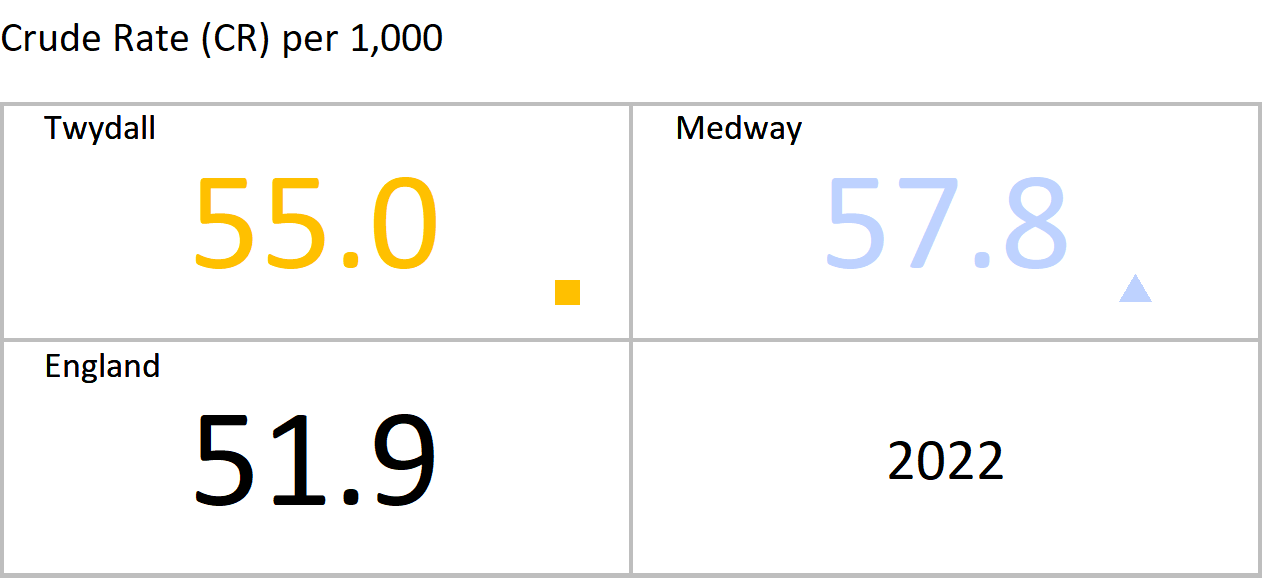 Crude Rate (CR) per 1,000
Twydall
55.0
Medway
57.8
England
51.9
2022